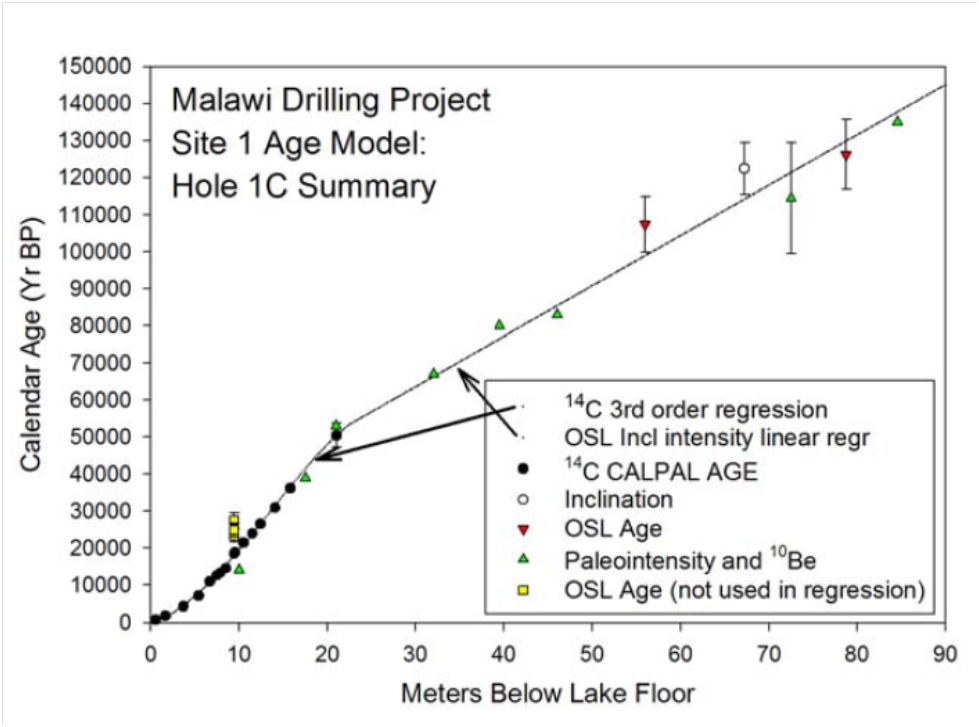 Malawi Drilling Project
Site 1 Age Model:
Hole 1C Summary
Calendar Age (Yr BP)
150000
140000
130000
120000
110000
100000
90000
80000
70000
60000
50000
40000
30000
20000
10000
0
¹⁴C 3rd order regression
OSL Incl intensity linear regr
¹⁴C CALPAL AGE
Inclination
OSL Age
Paleointensity and ¹⁰Be
OSL Age (not used in regression)
0 10 20 30 40 50 60 70 80 90
Meters Below Lake Floor